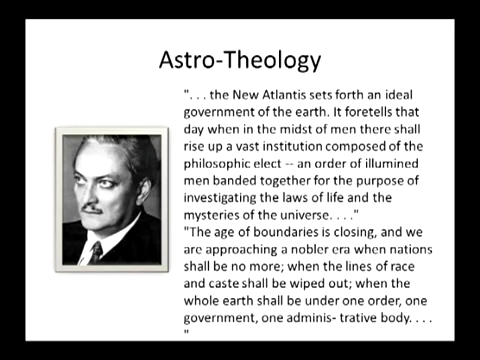 Astro-Theology
". . . the New Atlantis sets forth an ideal
government of the earth. It foretells that
day when in the midst of men there shall
rise up a vast institution composed of the
philosophic elect -- an order of illumined
men banded together for the purpose of
investigating the laws of life and the
mysteries of the universe. . . ."
"The age of boundaries is closing, and we
are approaching a nobler era when nations
shall be no more; when the lines of race
and caste shall be wiped out; when the
whole earth shall be under one order, one
government, one adminis- trative body. . . .
"